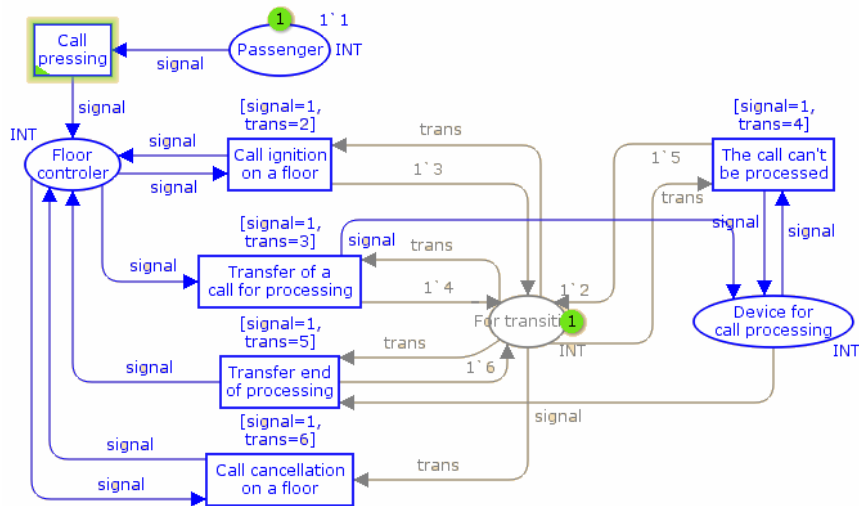 1
1`1
Call
pressing
Passenger
INT
signal
signal
[signal=1,
trans=2]
[signal=1,
trans=4]
INT
signal
trans
Floor
controler
Call ignition
on a floor
1`5
The call can't
be processed
signal
1`3
trans
[signal=1,
trans=3]
signal
signal
signal
trans
signal
Transfer of a
call for processing
1`4
1`2
For transiti
1
Device for
call processing
[signal=1,
trans=5]
trans
INT
INT
signal
Transfer end
of processing
1`6
[signal=1,
trans=6]
signal
signal
trans
Call cancellation
on a floor
signal